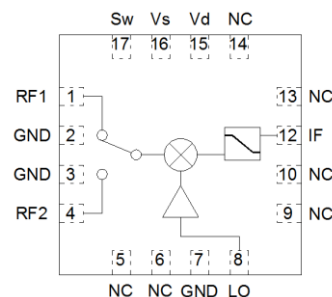 Sw Vs Vd NC
17 16 15 14
RF1 1 13 NC
GND 2 12 IF
GND 3 10 NC
RF2 4 9 NC
5 6 7 8
NC NC GND LO